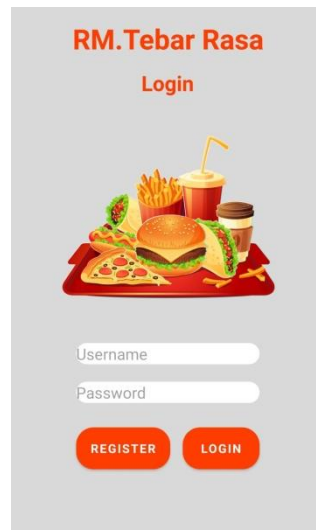 RM.Tebar Rasa
Login
Username
Password
REGISTER LOGIN